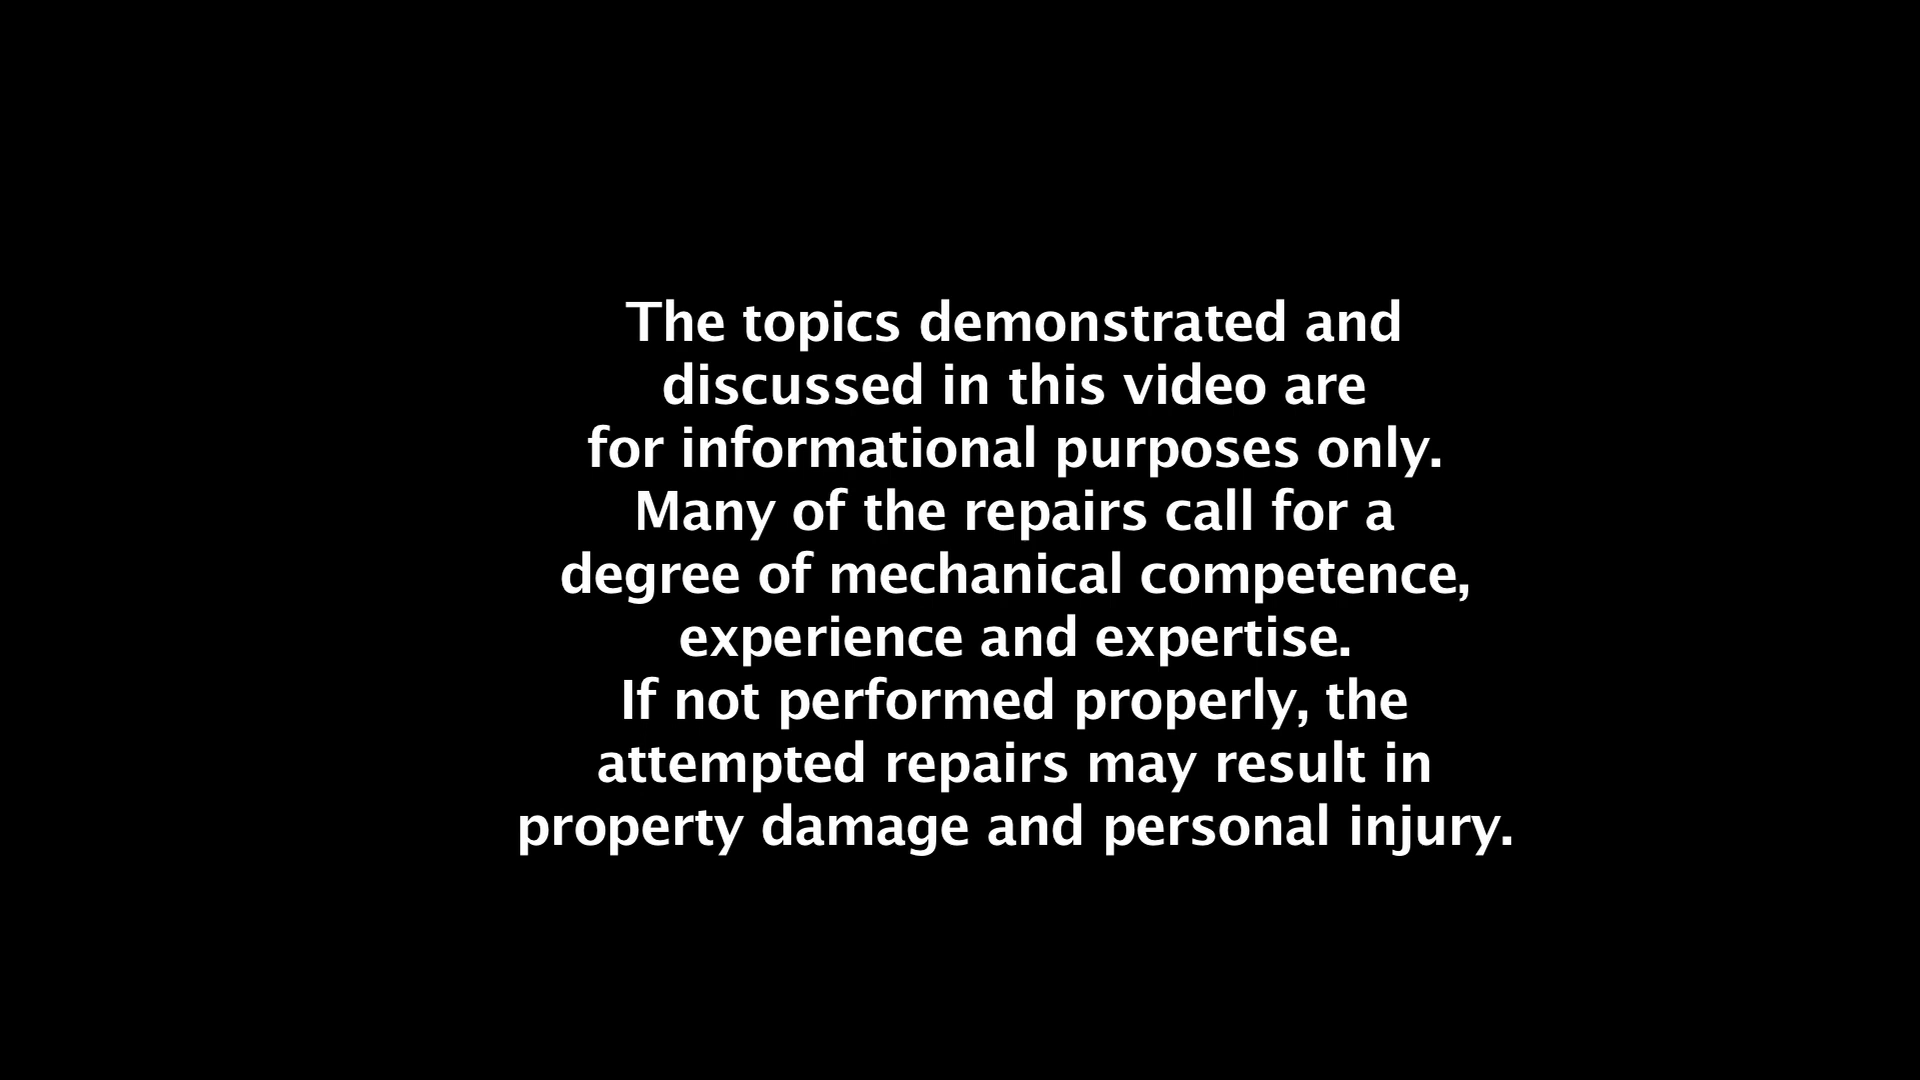 The topics demonstrated and
discussed in this video are
for informational purposes only.
Many of the repairs call for a
degree of mechanical competence,
experience and expertise.
If not performed properly, the
attempted repairs may result in
property damage and personal injury.